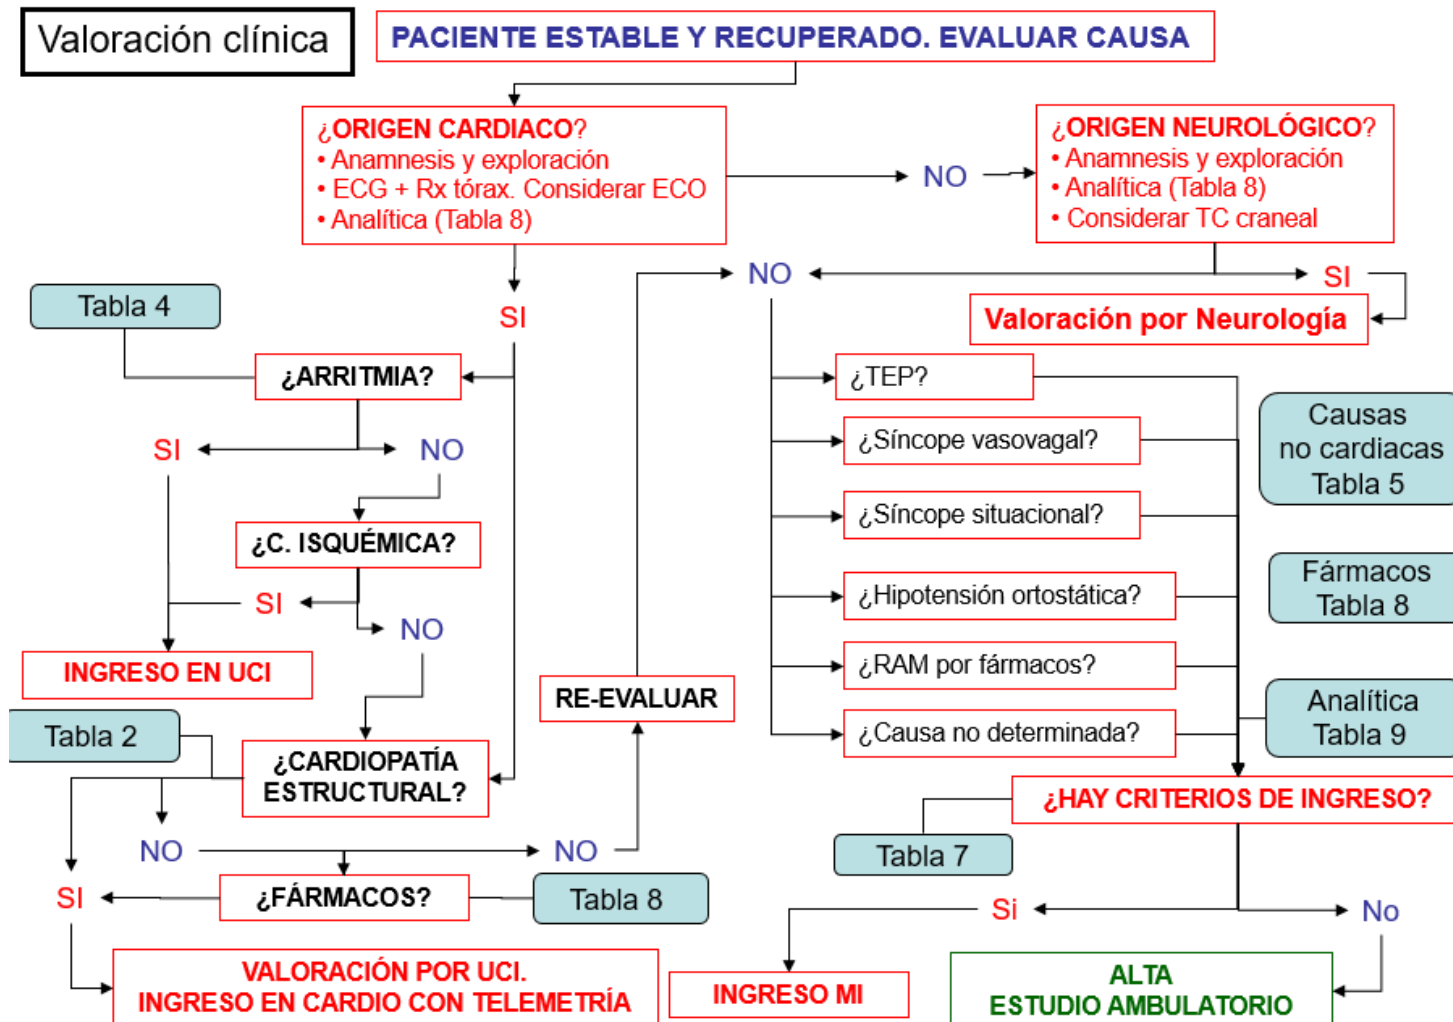 Valoración clínica
PACIENTE ESTABLE Y RECUPERADO. EVALUAR CAUSA
¿ORIGEN CARDIACO?
• Anamnesis y exploración
• ECG + Rx tórax. Considerar ECO
• Analítica (Tabla 8)
NO
¿ORIGEN NEUROLÓGICO?
• Anamnesis y exploración
• Analítica (Tabla 8)
• Considerar TC craneal
NO
SI
Valoración por Neurología
SI
Tabla 4
¿ARRITMIA?
SI
NO
¿C. ISQUÉMICA?
SI
NO
INGRESO EN UCI
Tabla 2
¿CARDIOPATÍA
ESTRUCTURAL?
NO
NO
RE-EVALUAR
SI
¿FÁRMACOS?
Tabla 8
VALORACIÓN POR UCI.
INGRESO EN CARDIO CON TELEMETRÍA
¿TEP?
¿Síncope vasovagal?
¿Síncope situacional?
¿Hipotensión ortostática?
¿RAM por fármacos?
¿Causa no determinada?
Causas
no cardiacas
Tabla 5
Fármacos
Tabla 8
Analítica
Tabla 9
¿HAY CRITERIOS DE INGRESO?
Tabla 7
Si
No
INGRESO MI
ALTA
ESTUDIO AMBULATORIO